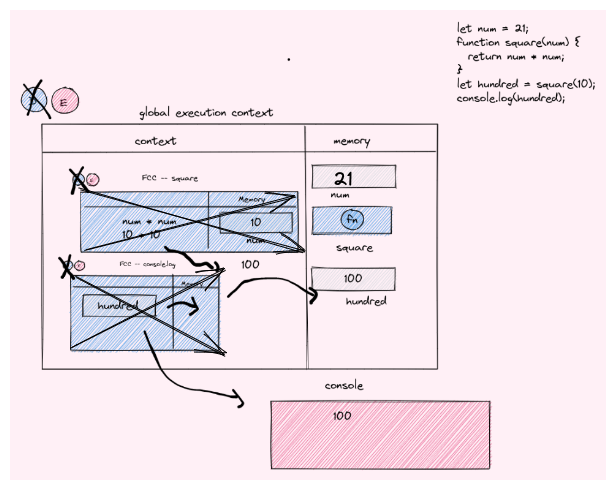 let num = 21;
function square(num) {
return num * num;
}
let hundred = square(10);
console.log(hundred);
E
global execution context
context
memory
FCC -- square
21
num
Memory
num * num
10
10 * 10
num
fn
square
FCC -- console.log
100
100
hundred
hundred
console
100